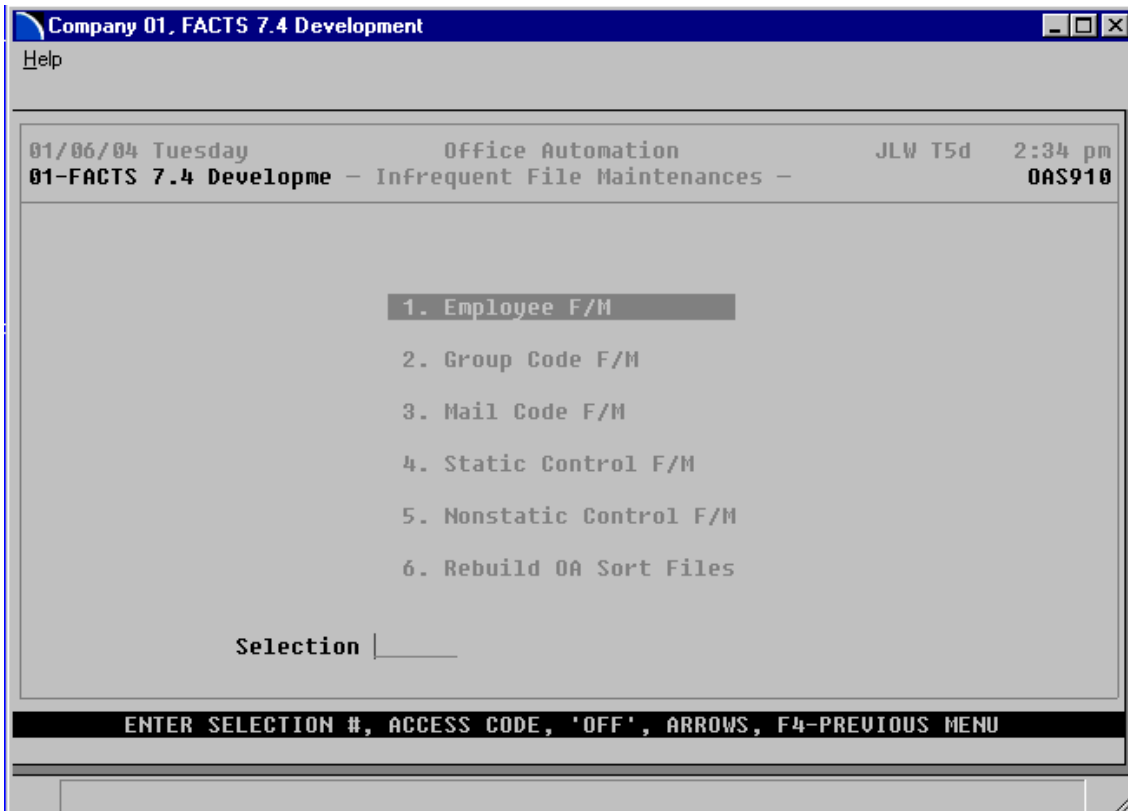 Company 01, FACTS 7.4 Development
Help
01/06/04 Tuesday Office Automation JLW T5d 2:34 pm
01-FACTS 7.4 Developme — Infrequent File Maintenances — OAS910
1. Employee F/M
2. Group Code F/M
3. Mail Code F/M
4. Static Control F/M
5. Nonstatic Control F/M
6. Rebuild OA Sort Files
Selection
ENTER SELECTION #, ACCESS CODE, 'OFF', ARROWS, F4-PREVIOUS MENU